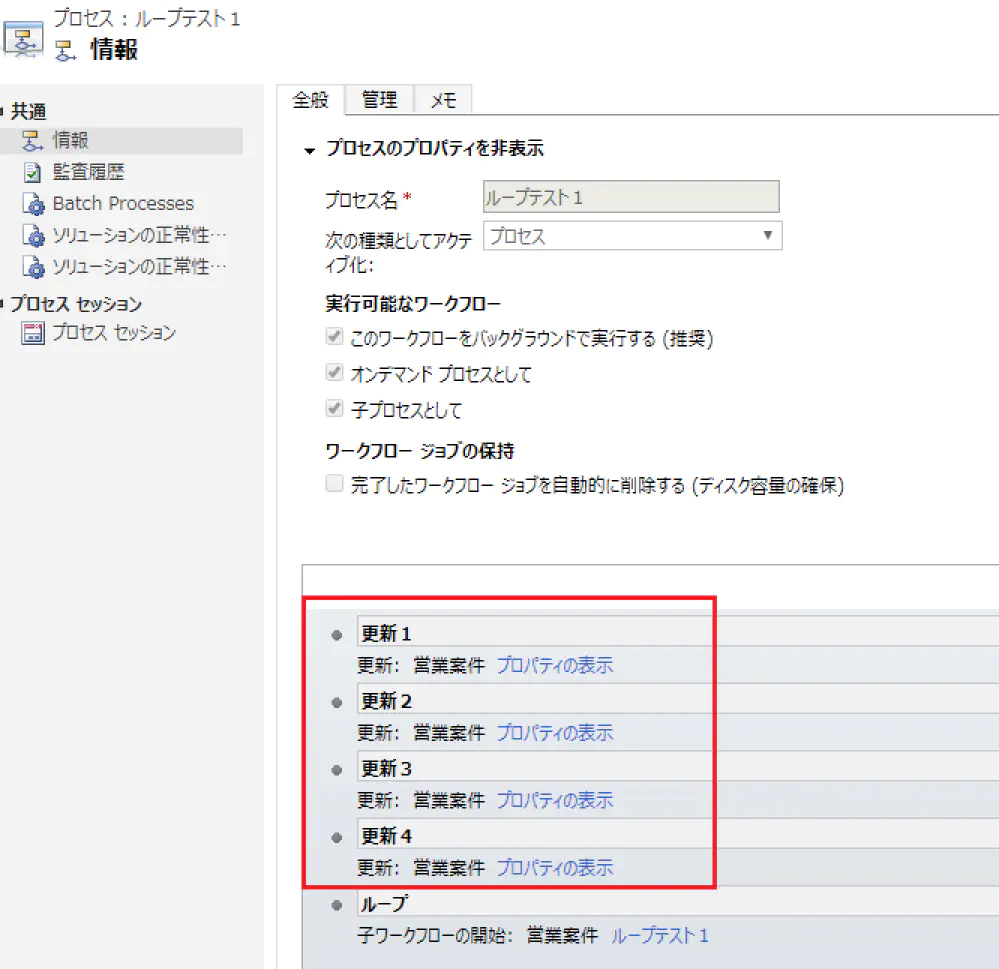 プロセス : ループテスト１
情報
共通
情報
監査履歴
Batch Processes
ソリューションの正常性…
ソリューションの正常性…
プロセス セッション
プロセス セッション
全般 管理 メモ
プロセスのプロパティを非表示
プロセス名 *
ループテスト１
次の種類としてアクティブ化:
プロセス
実行可能なワークフロー
このワークフローをバックグラウンドで実行する (推奨)
オンデマンド プロセスとして
子プロセスとして
ワークフロー ジョブの保持
完了したワークフロー ジョブを自動的に削除する (ディスク容量の確保)
更新１
更新: 営業案件 プロパティの表示
更新２
更新: 営業案件 プロパティの表示
更新３
更新: 営業案件 プロパティの表示
更新４
更新: 営業案件 プロパティの表示
ループ
子ワークフローの開始: 営業案件 ループテスト１